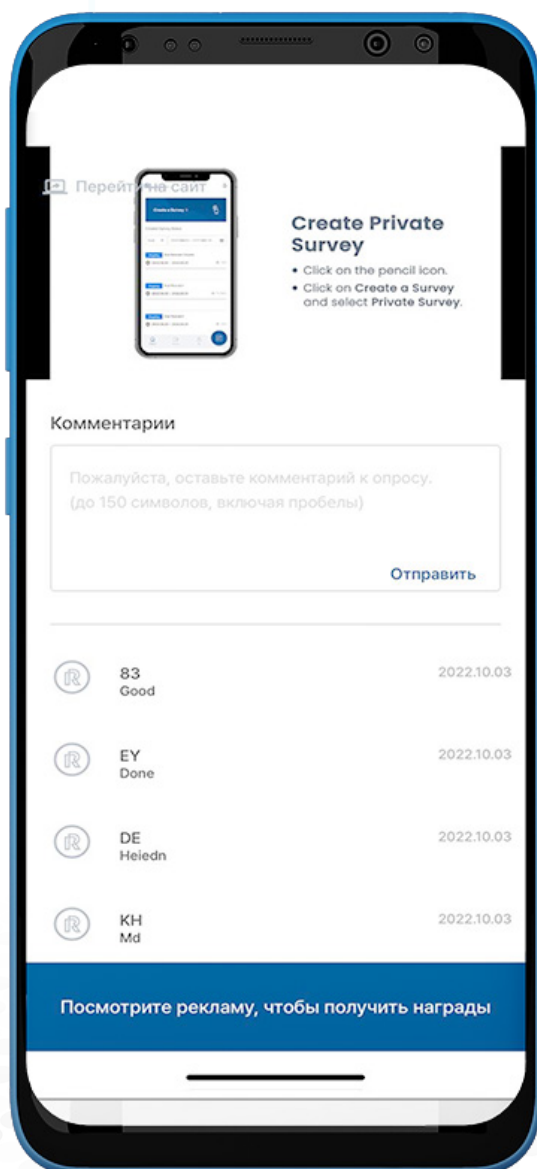 Перейти на сайт
Create a Survey +
Create Private
Survey
• Click on the pencil icon.
• Click on Create a Survey
and select Private Survey.
Комментарии
Пожалуйста, оставьте комментарий к опросу.
(до 150 символов, включая пробелы)
Отправить
83
2022.10.03
Good
EY
2022.10.03
Done
DE
2022.10.03
Heiedn
KH
2022.10.03
Md
Посмотрите рекламу, чтобы получить награды